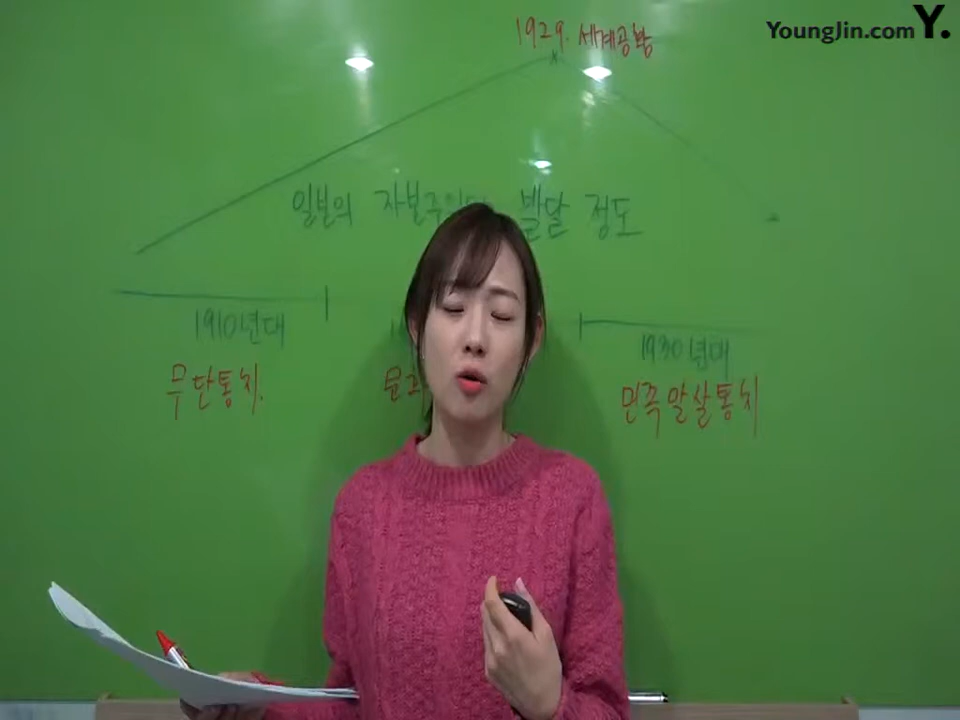 YoungJin.com Y.
1929. 세계공황
일본의 자본주의 발달 정도
1910년대 1930년대
무단통치. 문화 민족말살통치